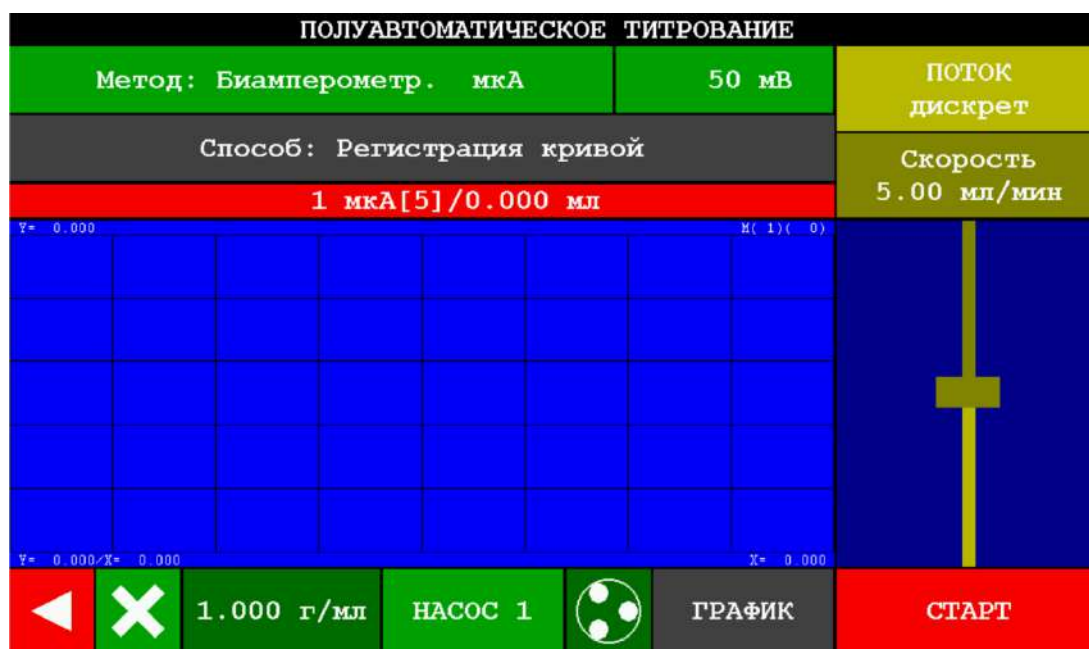 ПОЛУАВТОМАТИЧЕСКОЕ ТИТРОВАНИЕ
Метод: Биамперометр. мкА
50 мВ
ПОТОК
дискрет
Способ: Регистрация кривой
Скорость
5.00 мл/мин
1 мкА[5]/0.000 мл
Y= 0.000
M( 1)( 0)
Y= 0.000/X= 0.000
X= 0.000
1.000 г/мл
НАСОС 1
ГРАФИК
СТАРТ